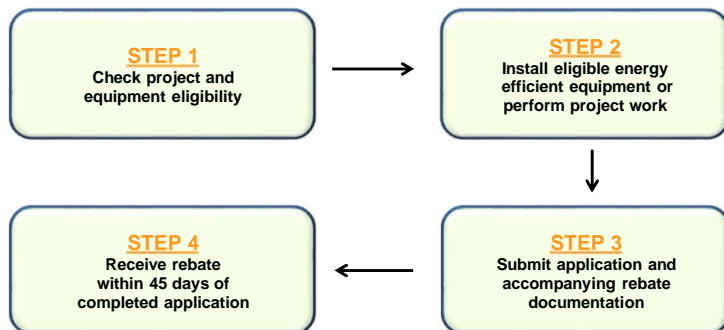 STEP 1
Check project and
equipment eligibility
STEP 2
Install eligible energy
efficient equipment or
perform project work
STEP 3
Submit application and
accompanying rebate
documentation
STEP 4
Receive rebate
within 45 days of
completed application